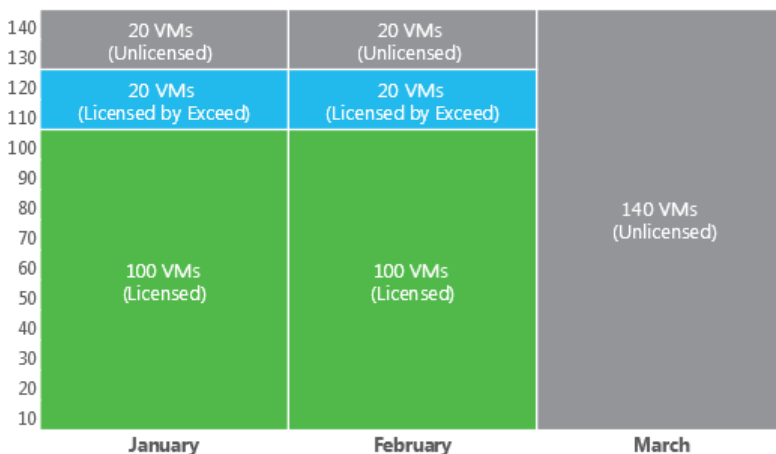 140
130
120
110
100
90
80
70
60
50
40
30
20
10
20 VMs
(Unlicensed)
20 VMs
(Licensed by Exceed)
100 VMs
(Licensed)
20 VMs
(Unlicensed)
20 VMs
(Licensed by Exceed)
100 VMs
(Licensed)
140 VMs
(Unlicensed)
January
February
March